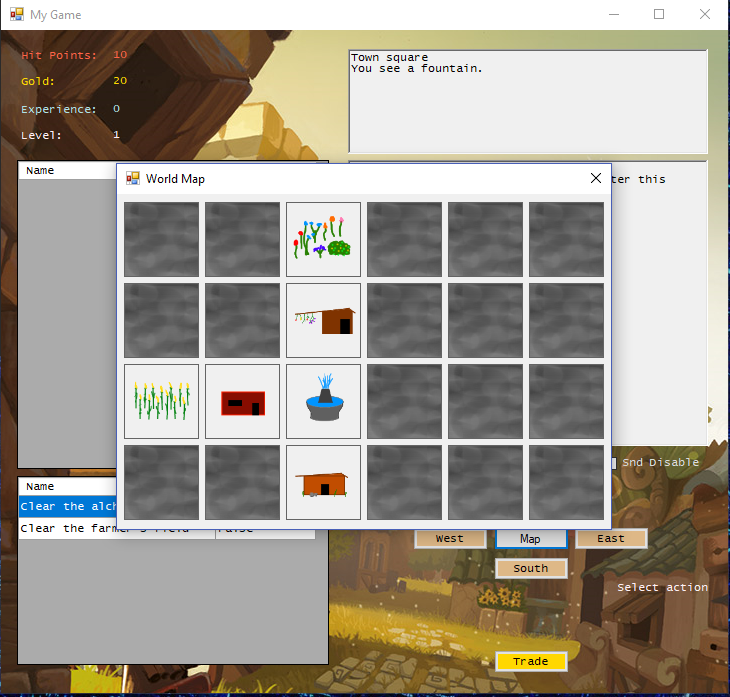 My Game
Hit Points: 10
Gold: 20
Experience: 0
Level: 1
Town square
You see a fountain.
Name
World Map
ter this
Snd Disable
Name
Clear the alch
Clear the farmer's field
False
West
Map
East
South
Select action
Trade